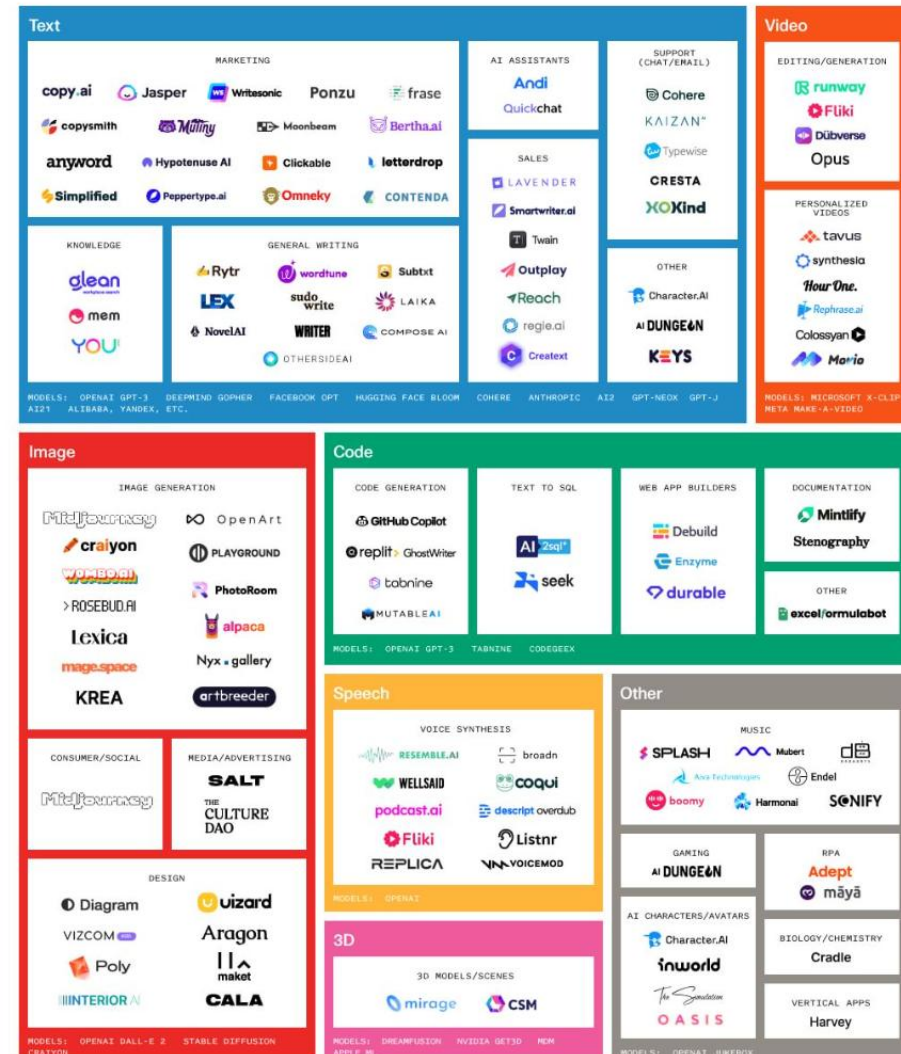 Text
MARKETING
copy.ai Jasper Writesonic Ponzu frase
copysmith Mutiny Moonbeam Bertha.ai
anyword Hypotenuse AI Clickable letterdrop
Simplified Peppertype.ai Omneky CONTENDA
KNOWLEDGE
glean
mem
YOU
GENERAL WRITING
Rytr wordtune Subtxt
LEX sudowrite LAIKA
NovelAI WRITER COMPOSE AI
OTHERSIDEAI
AI ASSISTANTS
Andi
Quickchat
SALES
LAVENDER
Smartwriter.ai
Twain
Outplay
Reach
regie.ai
Creatext
SUPPORT
(CHAT/EMAIL)
Cohere
KAIZAN
Typewise
CRESTA
XOKind
OTHER
Character.AI
AI DUNGEON
KEYS
MODELS: OPENAI GPT-3 DEEPMIND GOPHER FACEBOOK OPT HUGGING FACE BLOOM COHERE ANTHROPIC AI2 GPT-NEOX GPT-J
AI21 ALIBABA, YANDEX, ETC.
Video
EDITING/GENERATION
runway
Fliki
Dübverse
Opus
PERSONALIZED
VIDEOS
tavus
synthesia
Hour One.
Rephrase.ai
Colossyan
Movio
MODELS: MICROSOFT X-CLIP
META MAKE-A-VIDEO
Image
IMAGE GENERATION
Midjourney OpenArt
craiyon PLAYGROUND
WOMBO.AI PhotoRoom
ROSEBUD.AI alpaca
Lexica Nyx.gallery
mage.space artbreeder
KREA
CONSUMER/SOCIAL
Midjourney
MEDIA/ADVERTISING
SALT
THE
CULTURE
DAO
DESIGN
Diagram uizard
VIZCOM Aragon
Poly maket
INTERIOR AI CALA
MODELS: OPENAI DALL-E 2 STABLE DIFFUSION
CRAIYON
Code
CODE GENERATION
GitHub Copilot
replit GhostWriter
tabnine
MUTABLEAI
TEXT TO SQL
AI 2sql
seek
WEB APP BUILDERS
Debuild
Enzyme
durable
DOCUMENTATION
Mintlify
Stenography
OTHER
excelformulabot
MODELS: OPENAI GPT-3 TABNINE CODEGEEX
Speech
VOICE SYNTHESIS
RESEMBLE.AI broadn
WELLSAID coqui
podcast.ai descript overdub
Fliki Listnr
REPLICA VOICEMOD
MODELS: OPENAI
3D
3D MODELS/SCENES
mirage CSM
MODELS: DREAMFUSION NVIDIA GET3D MDM
Other
MUSIC
SPLASH Mubert dB
Aiva Technologies Endel
boomy Harmonai SONIFY
GAMING
AI DUNGEON
RPA
Adept
māyā
AI CHARACTERS/AVATARS
Character.AI
inworld
The Simulation
OASIS
BIOLOGY/CHEMISTRY
Cradle
VERTICAL APPS
Harvey
MODELS: OPENAI JUKEBOX